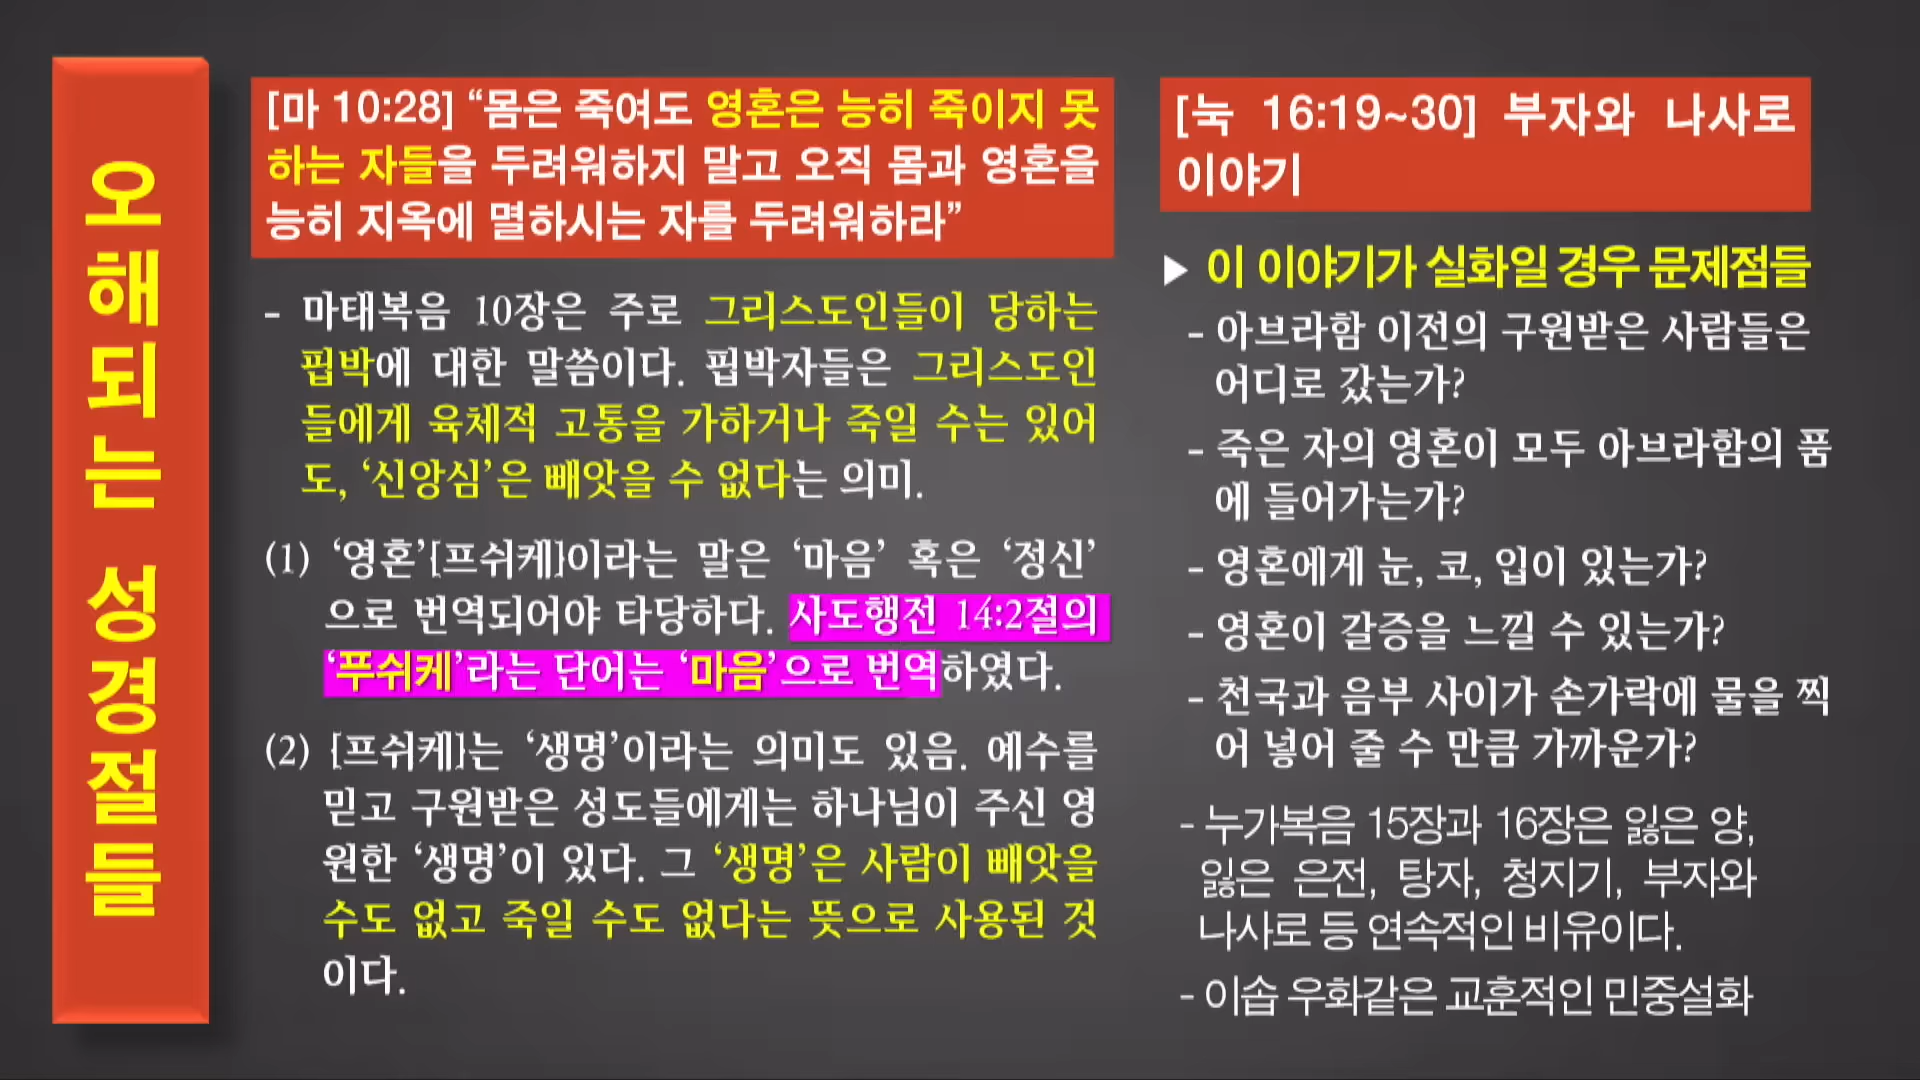 오해되는 성경절들
[마 10:28] “몸은 죽여도 영혼은 능히 죽이지 못
하는 자들을 두려워하지 말고 오직 몸과 영혼을
능히 지옥에 멸하시는 자를 두려워하라”
- 마태복음 10장은 주로 그리스도인들이 당하는
핍박에 대한 말씀이다. 핍박자들은 그리스도인
들에게 육체적 고통을 가하거나 죽일 수는 있어
도, ‘신앙심’은 빼앗을 수 없다는 의미.
(1) ‘영혼’[프쉬케]이라는 말은 ‘마음’ 혹은 ‘정신’
으로 번역되어야 타당하다. 사도행전 14:2절의
‘푸쉬케’라는 단어는 ‘마음’으로 번역하였다.
(2) [프쉬케]는 ‘생명’이라는 의미도 있음. 예수를
믿고 구원받은 성도들에게는 하나님이 주신 영
원한 ‘생명’이 있다. 그 ‘생명’은 사람이 빼앗을
수도 없고 죽일 수도 없다는 뜻으로 사용된 것
이다.
[눅 16:19~30] 부자와 나사로
이야기
▶ 이 이야기가 실화일 경우 문제점들
- 아브라함 이전의 구원받은 사람들은
어디로 갔는가?
- 죽은 자의 영혼이 모두 아브라함의 품
에 들어가는가?
- 영혼에게 눈, 코, 입이 있는가?
- 영혼이 갈증을 느낄 수 있는가?
- 천국과 음부 사이가 손가락에 물을 찍
어 넣어 줄 수 만큼 가까운가?
- 누가복음 15장과 16장은 잃은 양,
잃은 은전, 탕자, 청지기, 부자와
나사로 등 연속적인 비유이다.
- 이솝 우화같은 교훈적인 민중설화